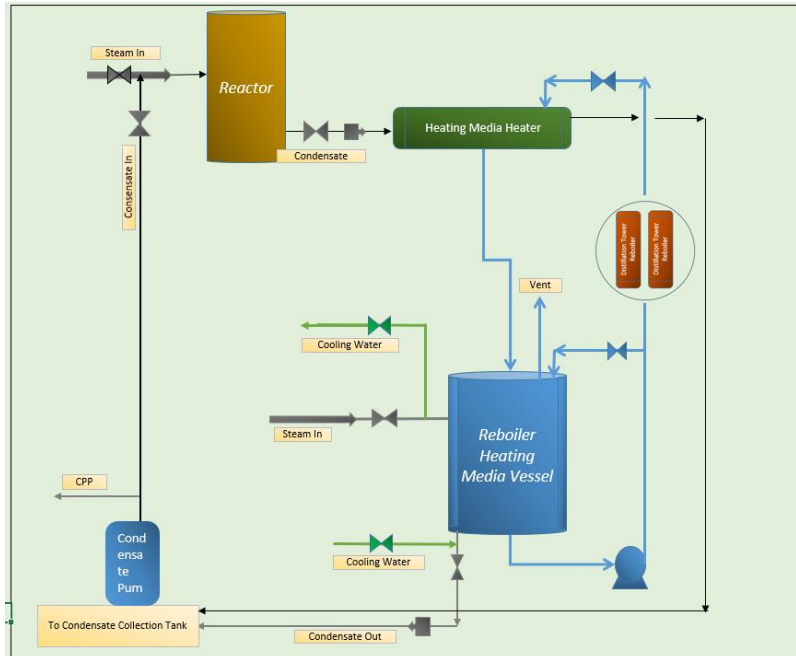 Steam In
Reactor
Heating Media Heater
Condensate
Consensate In
Distillation Tower
Reboiler
Distillation Tower
Reboiler
Vent
Cooling Water
Steam In
Reboiler
Heating
Media Vessel
CPP
Cond
ensa
te
Pum
Cooling Water
To Condensate Collection Tank
Condensate Out